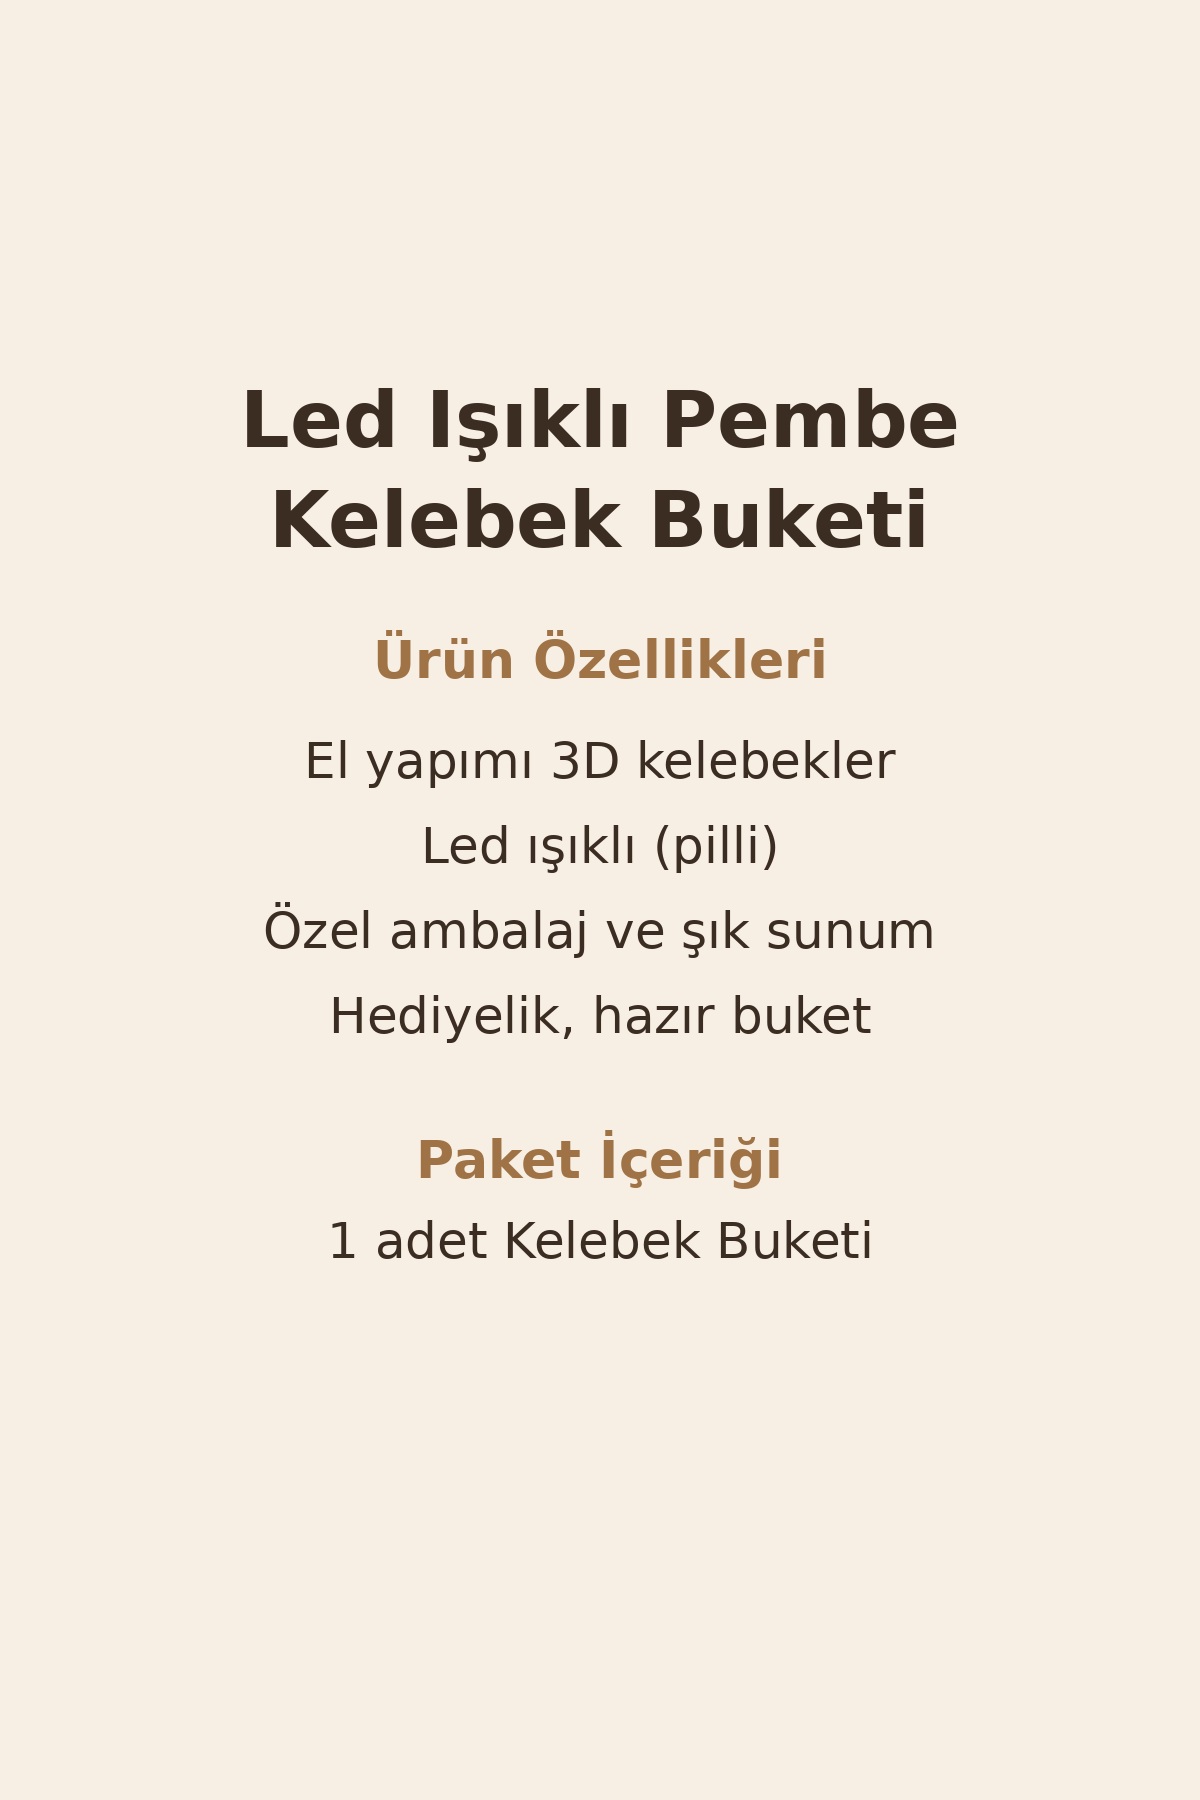 Led Işıklı Pembe
Kelebek Buketi
Ürün Özellikleri
El yapımı 3D kelebekler
Led ışıklı (pilli)
Özel ambalaj ve şık sunum
Hediyelik, hazır buket
Paket İçeriği
1 adet Kelebek Buketi